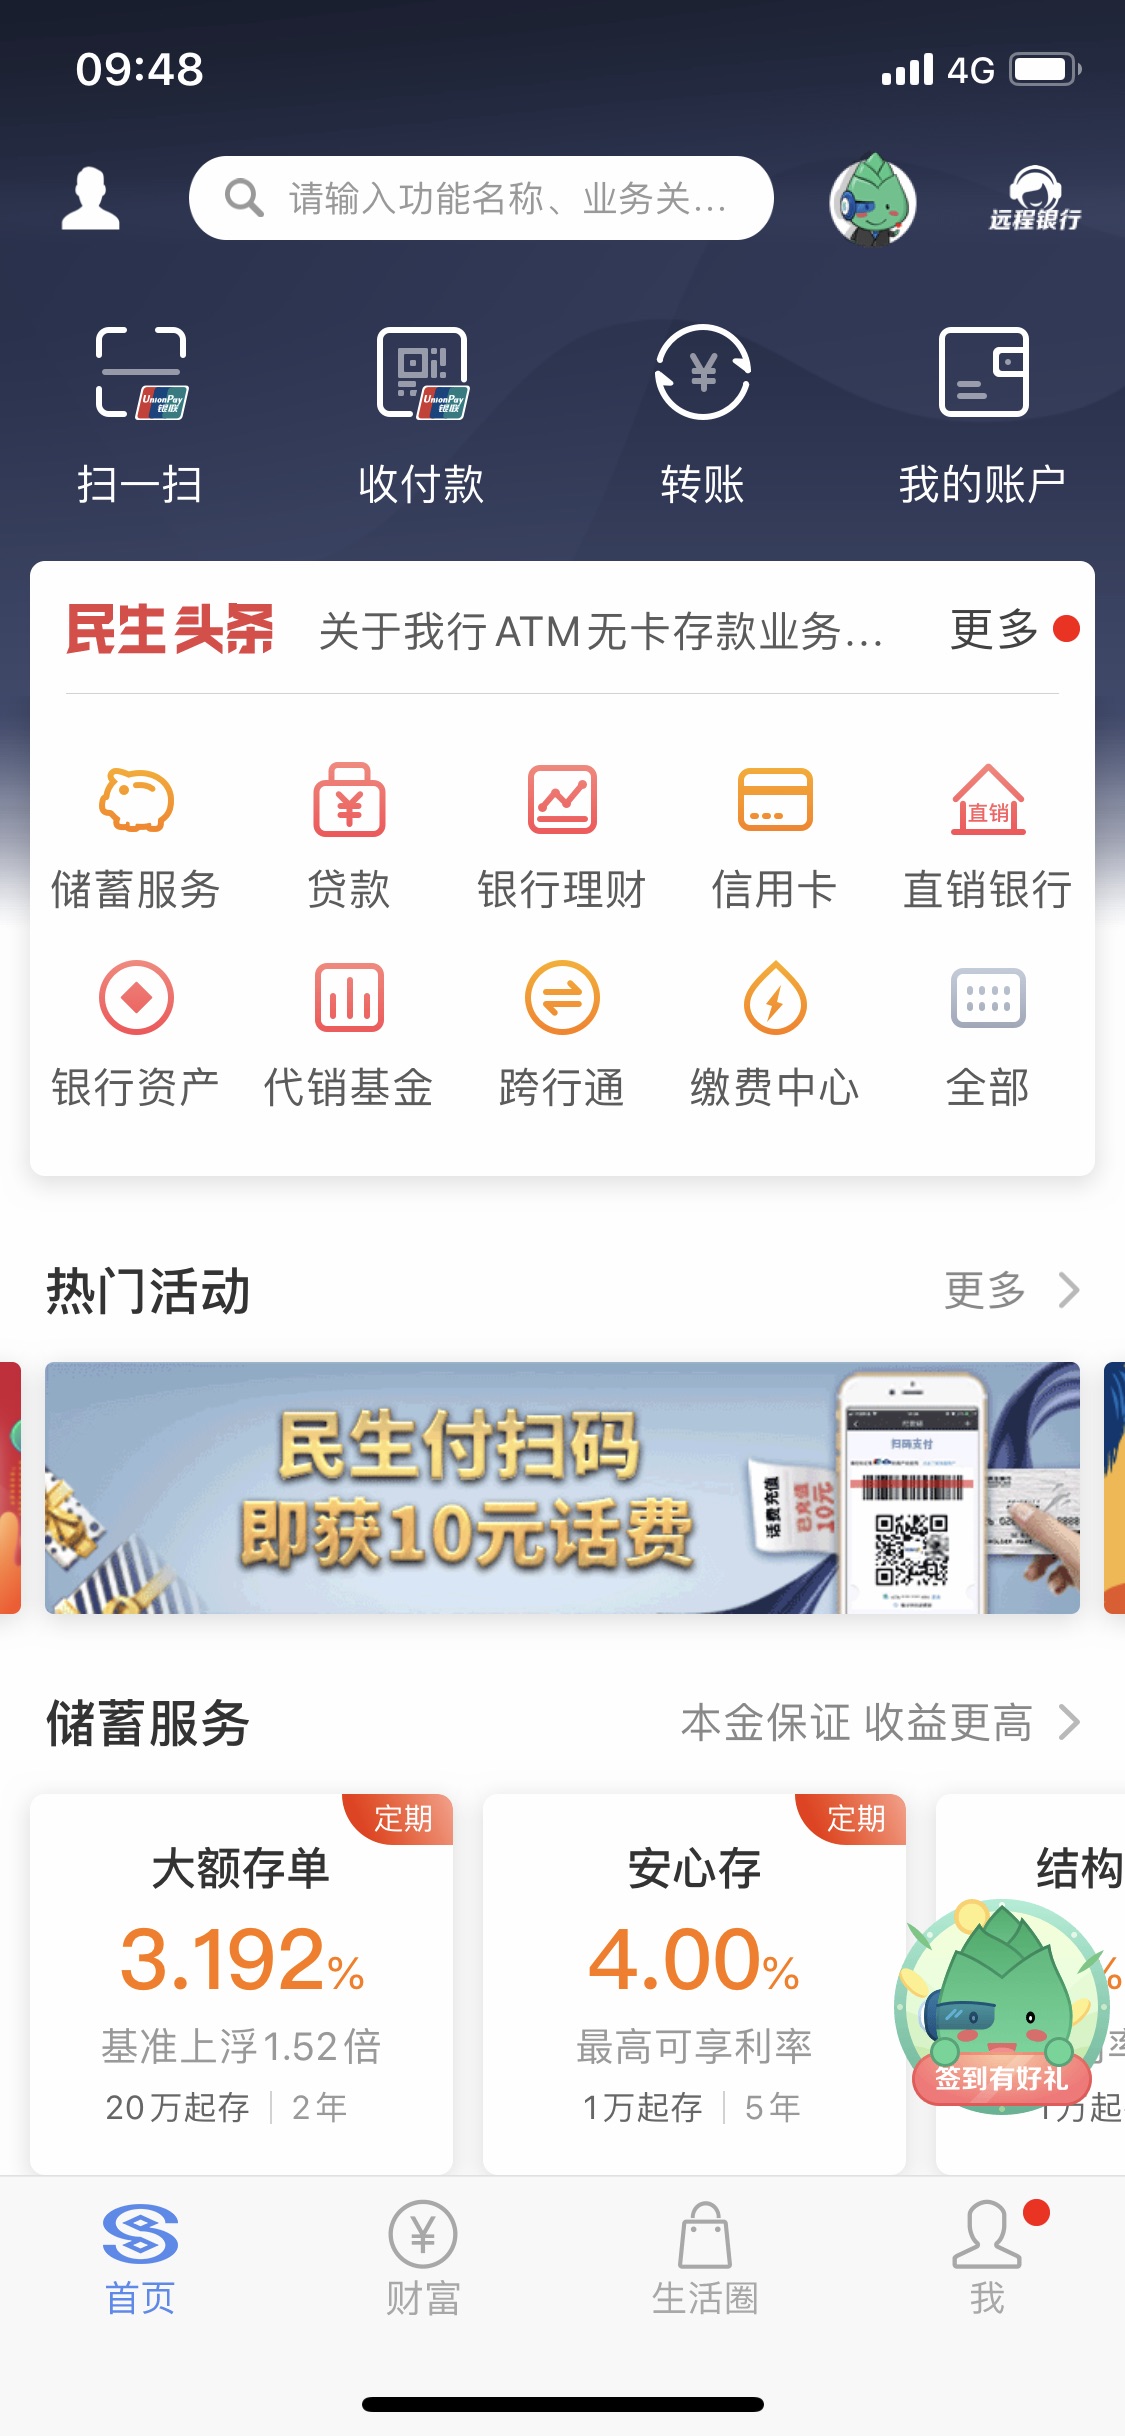 09:48
4G
请输入功能名称、业务关...
远程银行
UnionPay
银联
UnionPay
银联
扫一扫
收付款
转账
我的账户
民生头条
关于我行ATM无卡存款业务...
更多
直销
储蓄服务
贷款
银行理财
信用卡
直销银行
银行资产
代销基金
跨行通
缴费中心
全部
热门活动
更多
民生付扫码
即获10元话费
话费充值
已充值
10元
扫码支付
储蓄服务
本金保证 收益更高
定期
大额存单
3.192%
基准上浮1.52倍
20万起存 | 2年
定期
安心存
4.00%
最高可享利率
1万起存 | 5年
结构
%
率
1万起
签到有好礼
首页
财富
生活圈
我